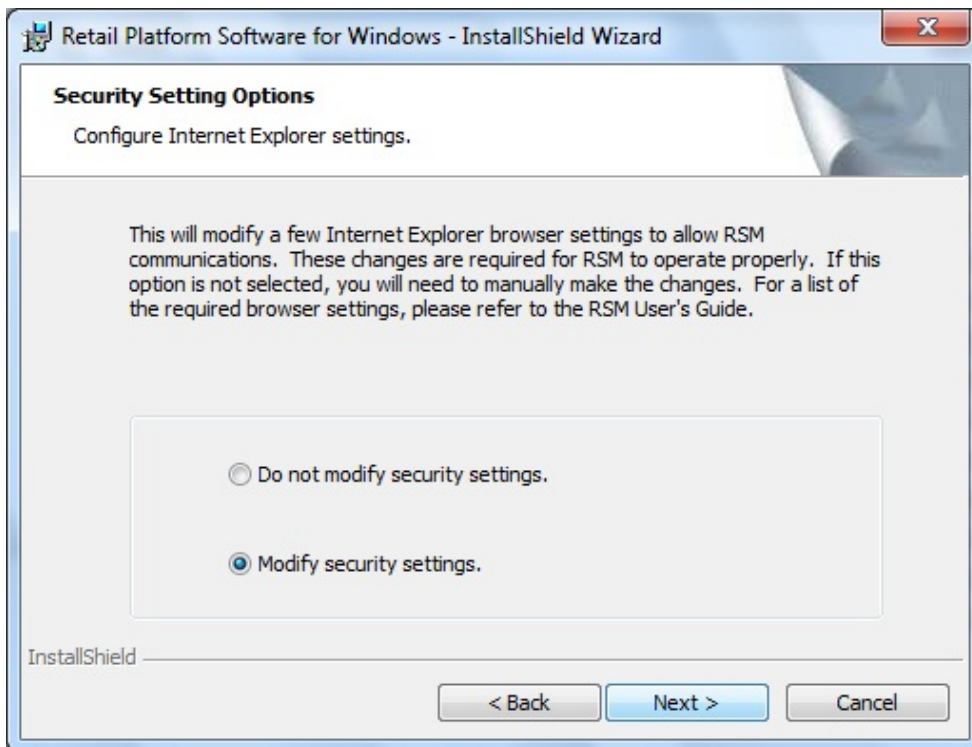 Retail Platform Software for Windows - InstallShield Wizard
Security Setting Options
Configure Internet Explorer settings.
This will modify a few Internet Explorer browser settings to allow RSM
communications.  These changes are required for RSM to operate properly.  If this
option is not selected, you will need to manually make the changes.  For a list of
the required browser settings, please refer to the RSM User's Guide.
Do not modify security settings.
Modify security settings.
InstallShield
< Back
Next >
Cancel